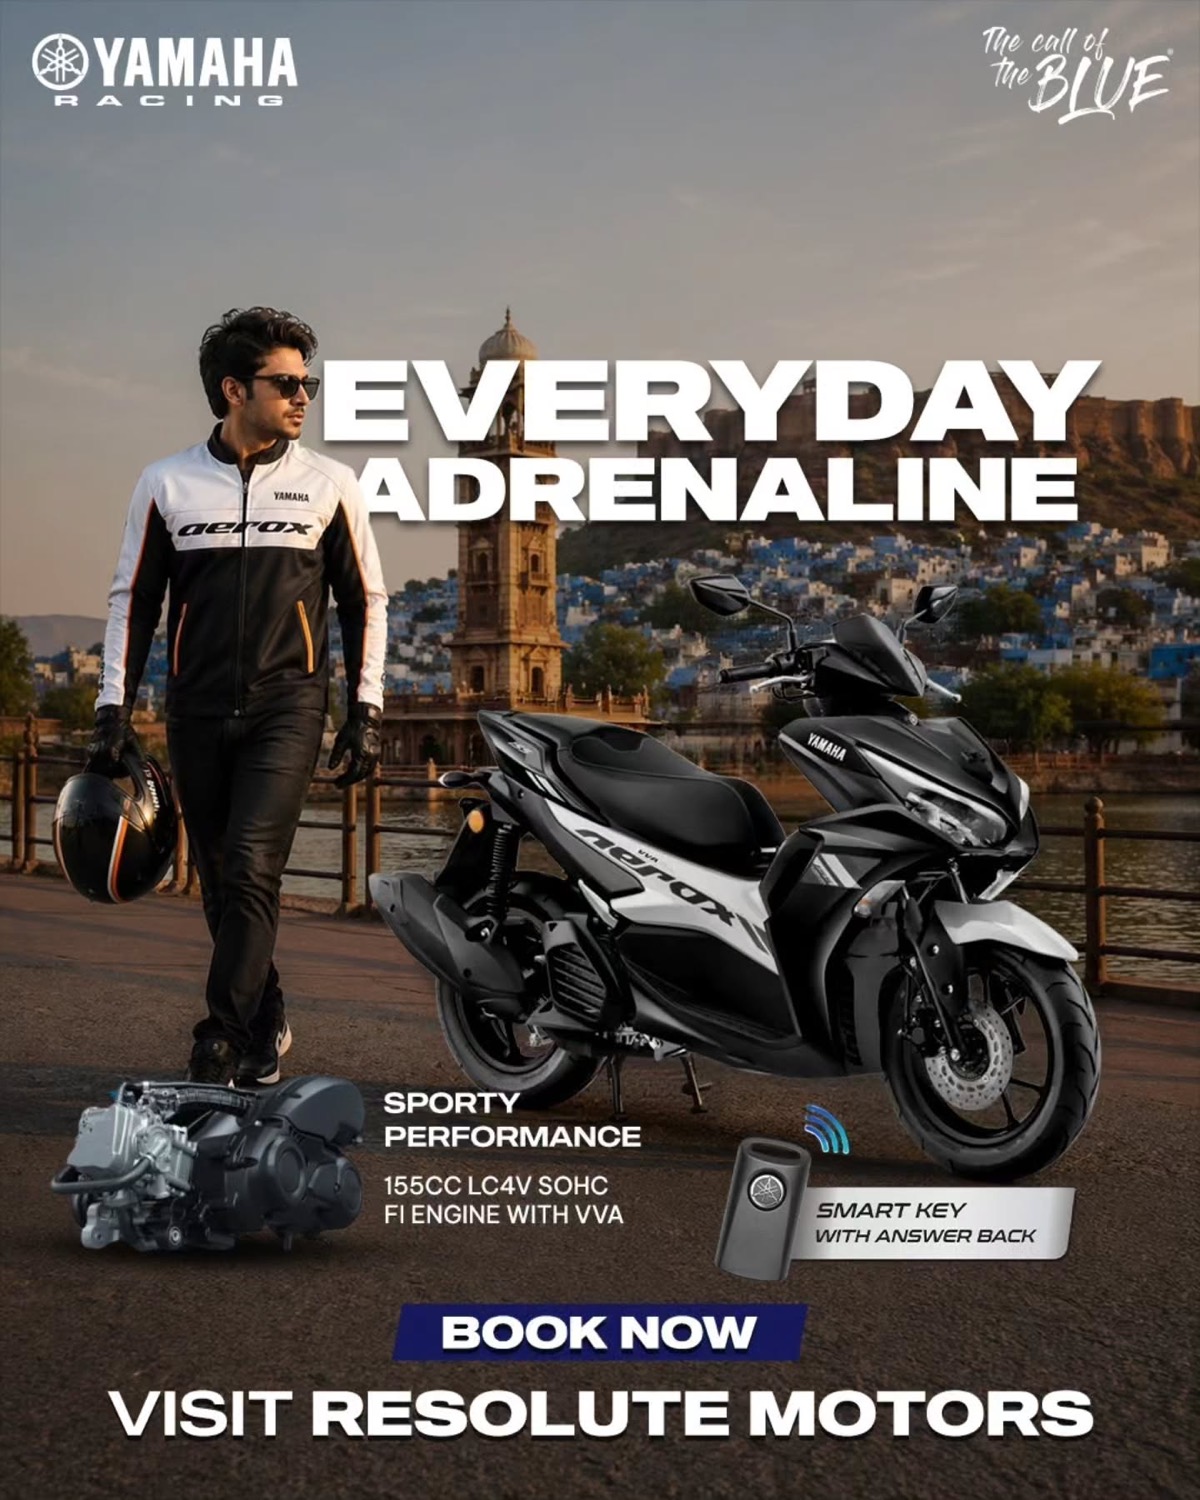 YAMAHA
RACING
The call of
the BLUE
EVERYDAY
ADRENALINE
YAMAHA
aerox
YAMAHA
155
VVA
aerox
SPORTY
PERFORMANCE
155CC LC4V SOHC
FI ENGINE WITH VVA
SMART KEY
WITH ANSWER BACK
BOOK NOW
VISIT RESOLUTE MOTORS